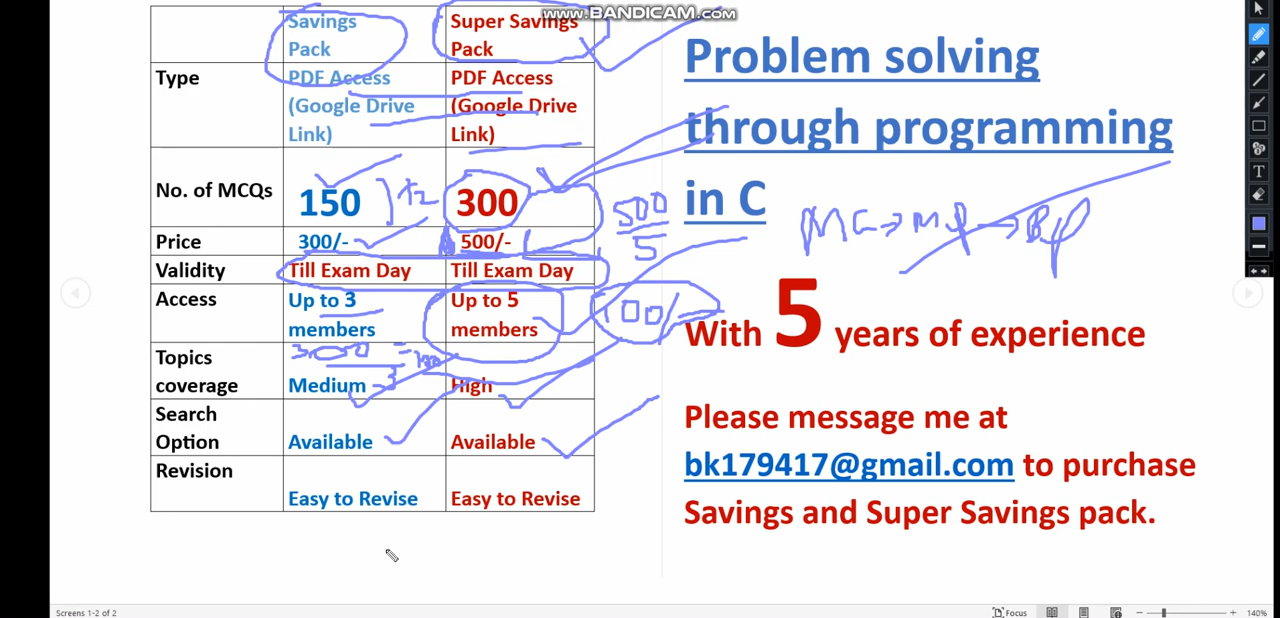 www.BANDICAM.com
Savings Pack
Super Savings Pack
Type
PDF Access (Google Drive Link)
PDF Access (Google Drive Link)
No. of MCQs
150
300
Price
300/-
500/-
Validity
Till Exam Day
Till Exam Day
Access
Up to 3 members
Up to 5 members
Topics coverage
Medium
High
Search Option
Available
Available
Revision
Easy to Revise
Easy to Revise
500
5
100/-
Problem solving
through programming
in C
With 5 years of experience
Please message me at
bk179417@gmail.com to purchase
Savings and Super Savings pack.
Screens 1-2 of 2
Focus
140%